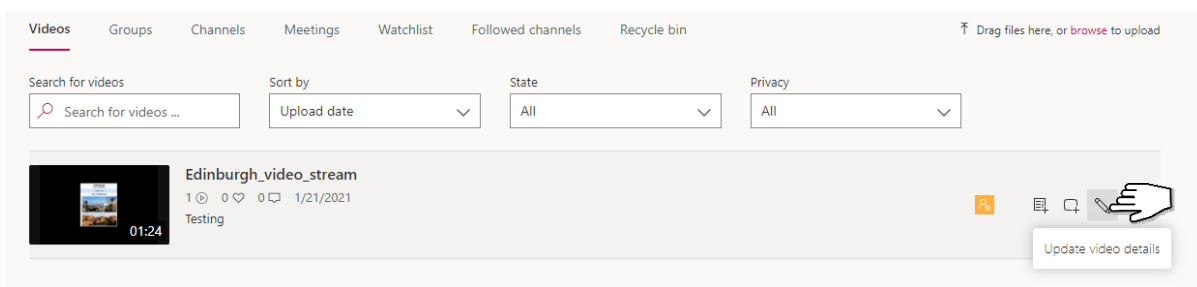 Videos Groups Channels Meetings Watchlist Followed channels Recycle bin Drag files here, or browse to upload
Search for videos Sort by State Privacy
Search for videos ... Upload date All All
Edinburgh_video_stream
1 0 0 1/21/2021
Testing
01:24
Update video details